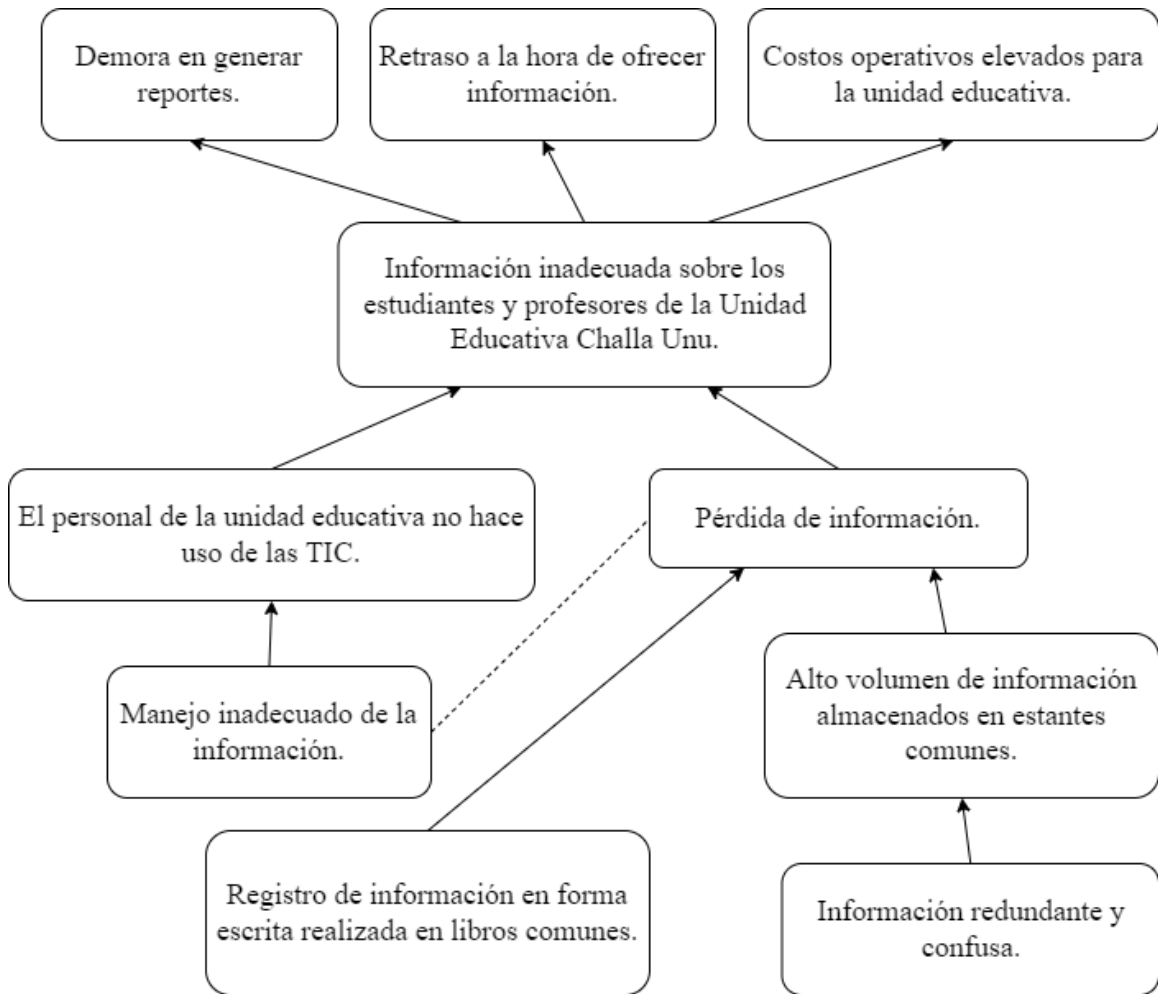 Demora en generar
reportes.
Retraso a la hora de ofrecer
información.
Costos operativos elevados para
la unidad educativa.
Información inadecuada sobre los
estudiantes y profesores de la Unidad
Educativa Challa Unu.
El personal de la unidad educativa no hace
uso de las TIC.
Pérdida de información.
Manejo inadecuado de la
información.
Alto volumen de información
almacenados en estantes
comunes.
Registro de información en forma
escrita realizada en libros comunes.
Información redundante y
confusa.